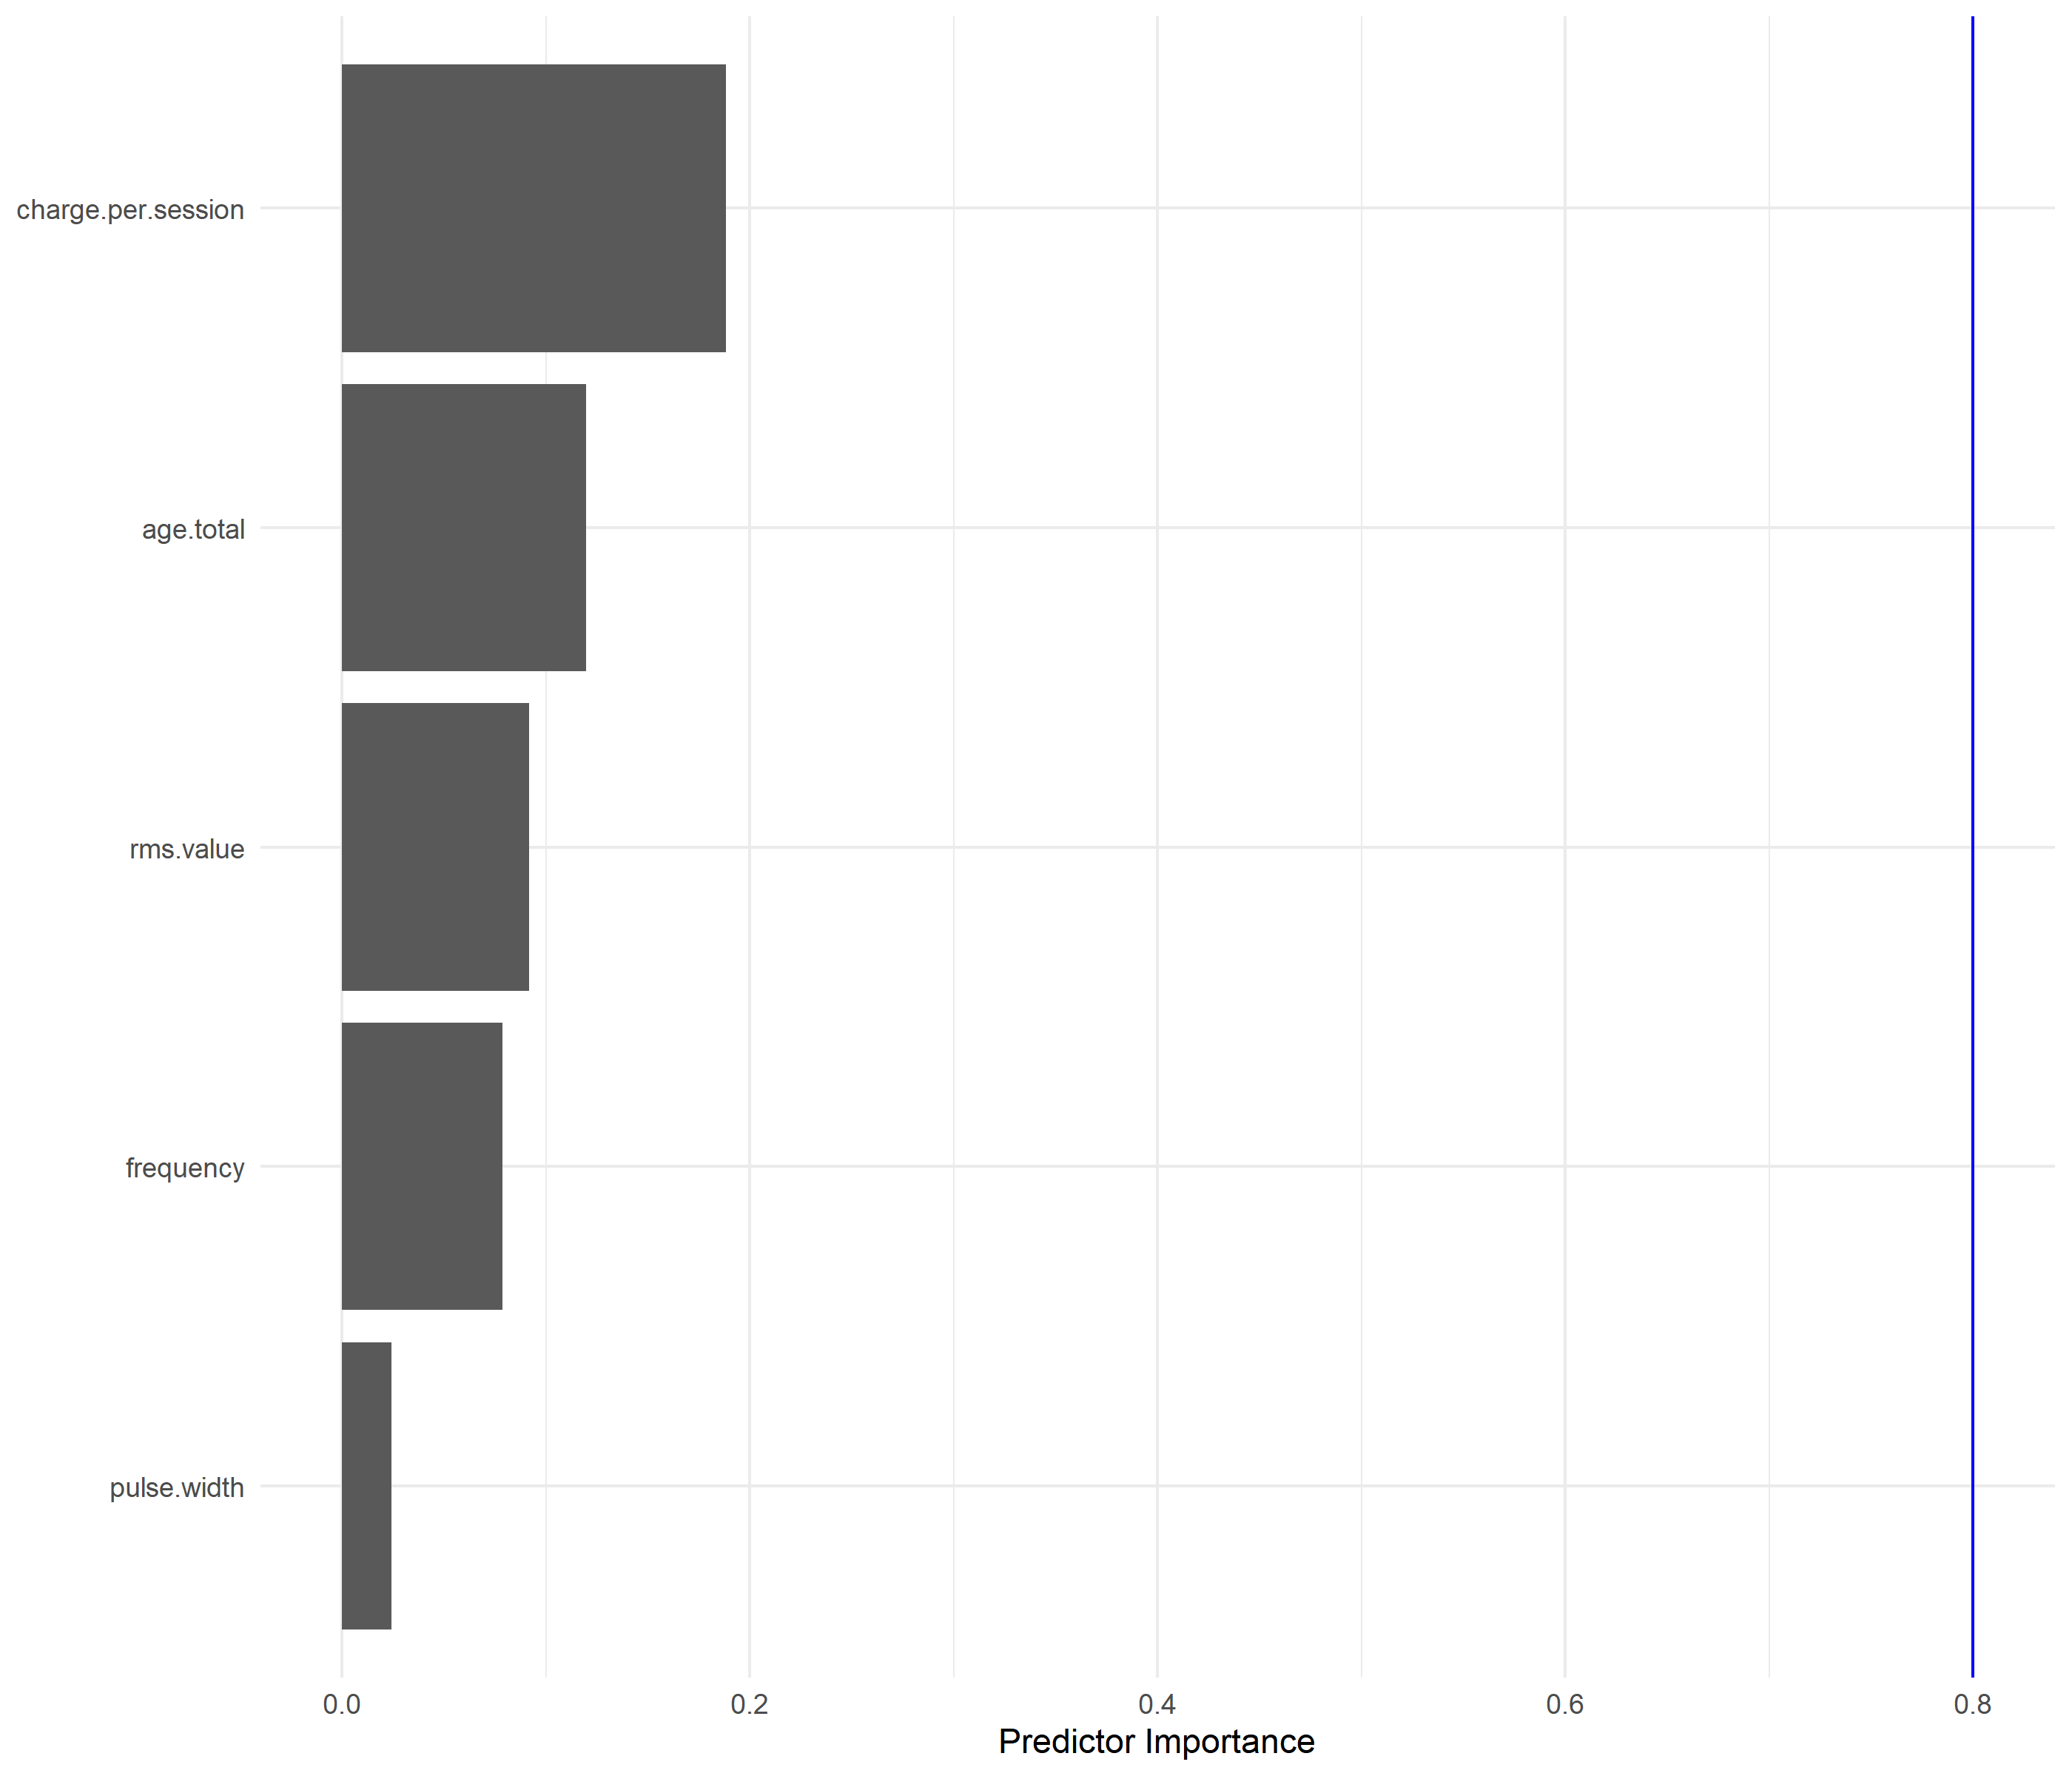 charge.per.session
age.total
rms.value
frequency
pulse.width
0.0 0.2 0.4 0.6 0.8
Predictor Importance